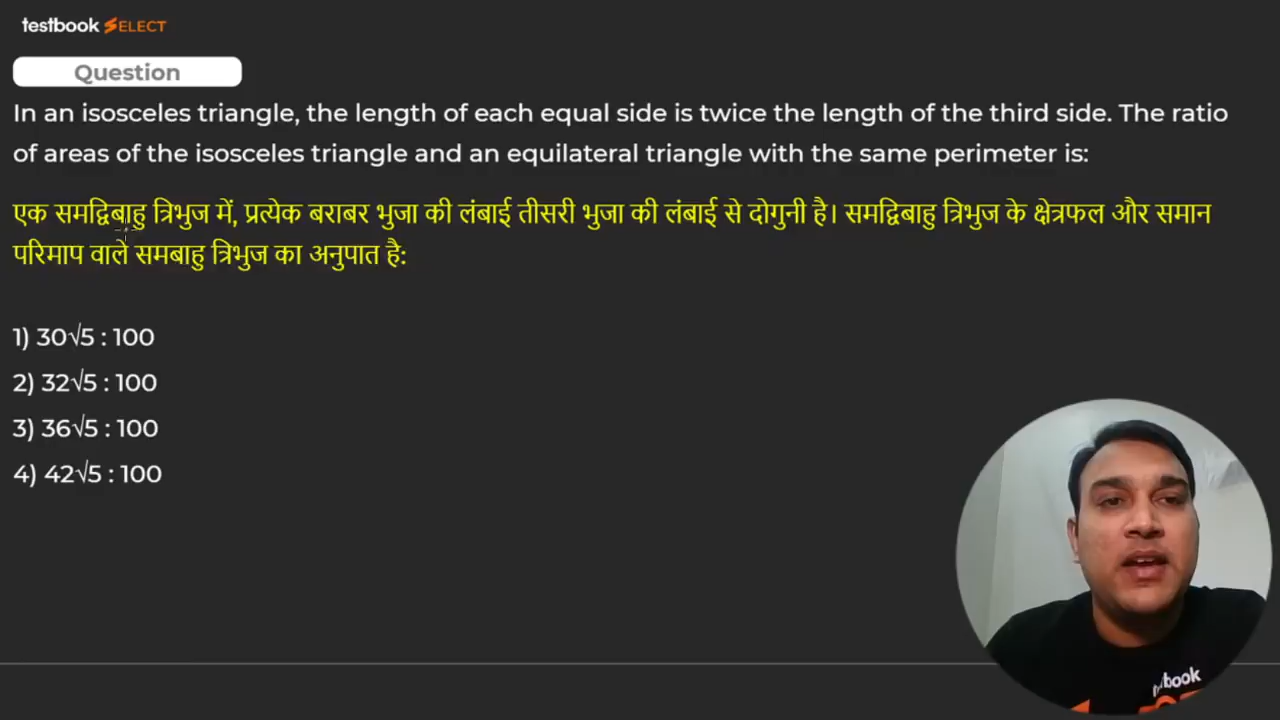 testbook SELECT
Question
In an isosceles triangle, the length of each equal side is twice the length of the third side. The ratio
of areas of the isosceles triangle and an equilateral triangle with the same perimeter is:
एक समद्विबाहु त्रिभुज में, प्रत्येक बराबर भुजा की लंबाई तीसरी भुजा की लंबाई से दोगुनी है। समद्विबाहु त्रिभुज के क्षेत्रफल और समान
परिमाप वाले समबाहु त्रिभुज का अनुपात है:
1) 30√5 : 100
2) 32√5 : 100
3) 36√5 : 100
4) 42√5 : 100